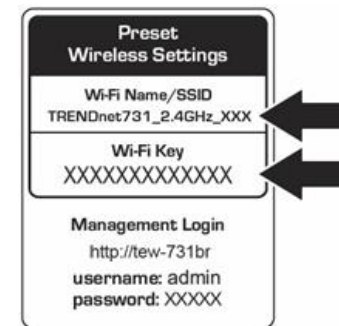 Preset
Wireless Settings
Wi-Fi Name/SSID
TRENDnet731_2.4GHz_XXX
Wi-Fi Key
XXXXXXXXXXXXX
Management Login
http://tew-731br
username: admin
password: XXXXX